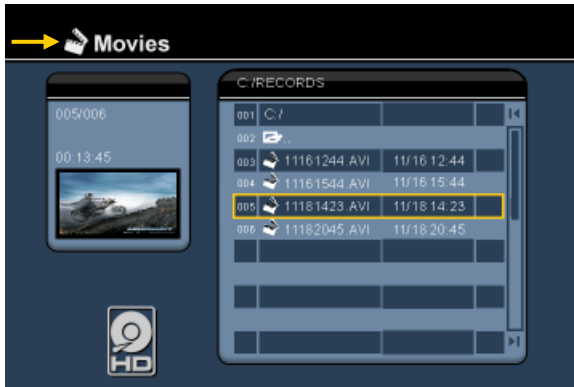 Movies
005/006
00:13:45
C:/RECORDS
001 C:/
002 ..
003 11161244.AVI 11/16 12:44
004 11161544.AVI 11/16 15:44
005 11181423.AVI 11/18 14:23
006 11182045.AVI 11/18 20:45
HD